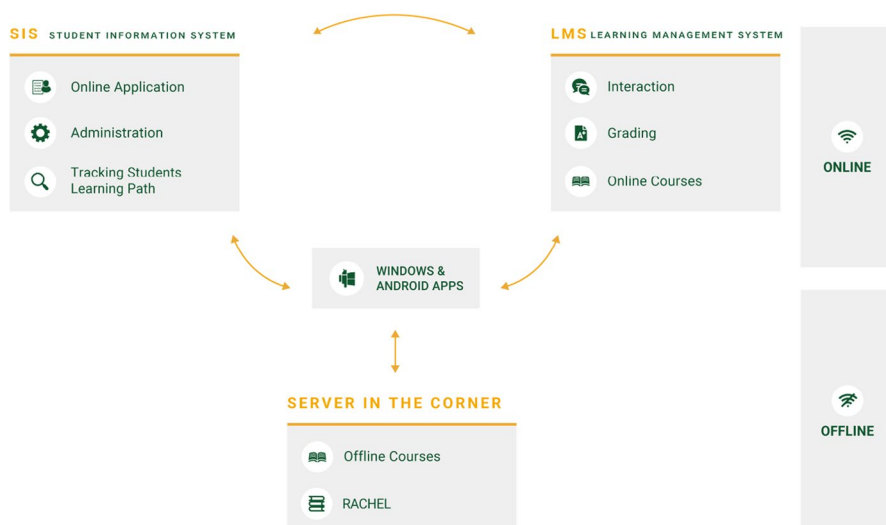 SIS STUDENT INFORMATION SYSTEM
Online Application
Administration
Tracking Students
Learning Path
LMS LEARNING MANAGEMENT SYSTEM
Interaction
Grading
Online Courses
ONLINE
WINDOWS &
ANDROID APPS
SERVER IN THE CORNER
Offline Courses
RACHEL
OFFLINE